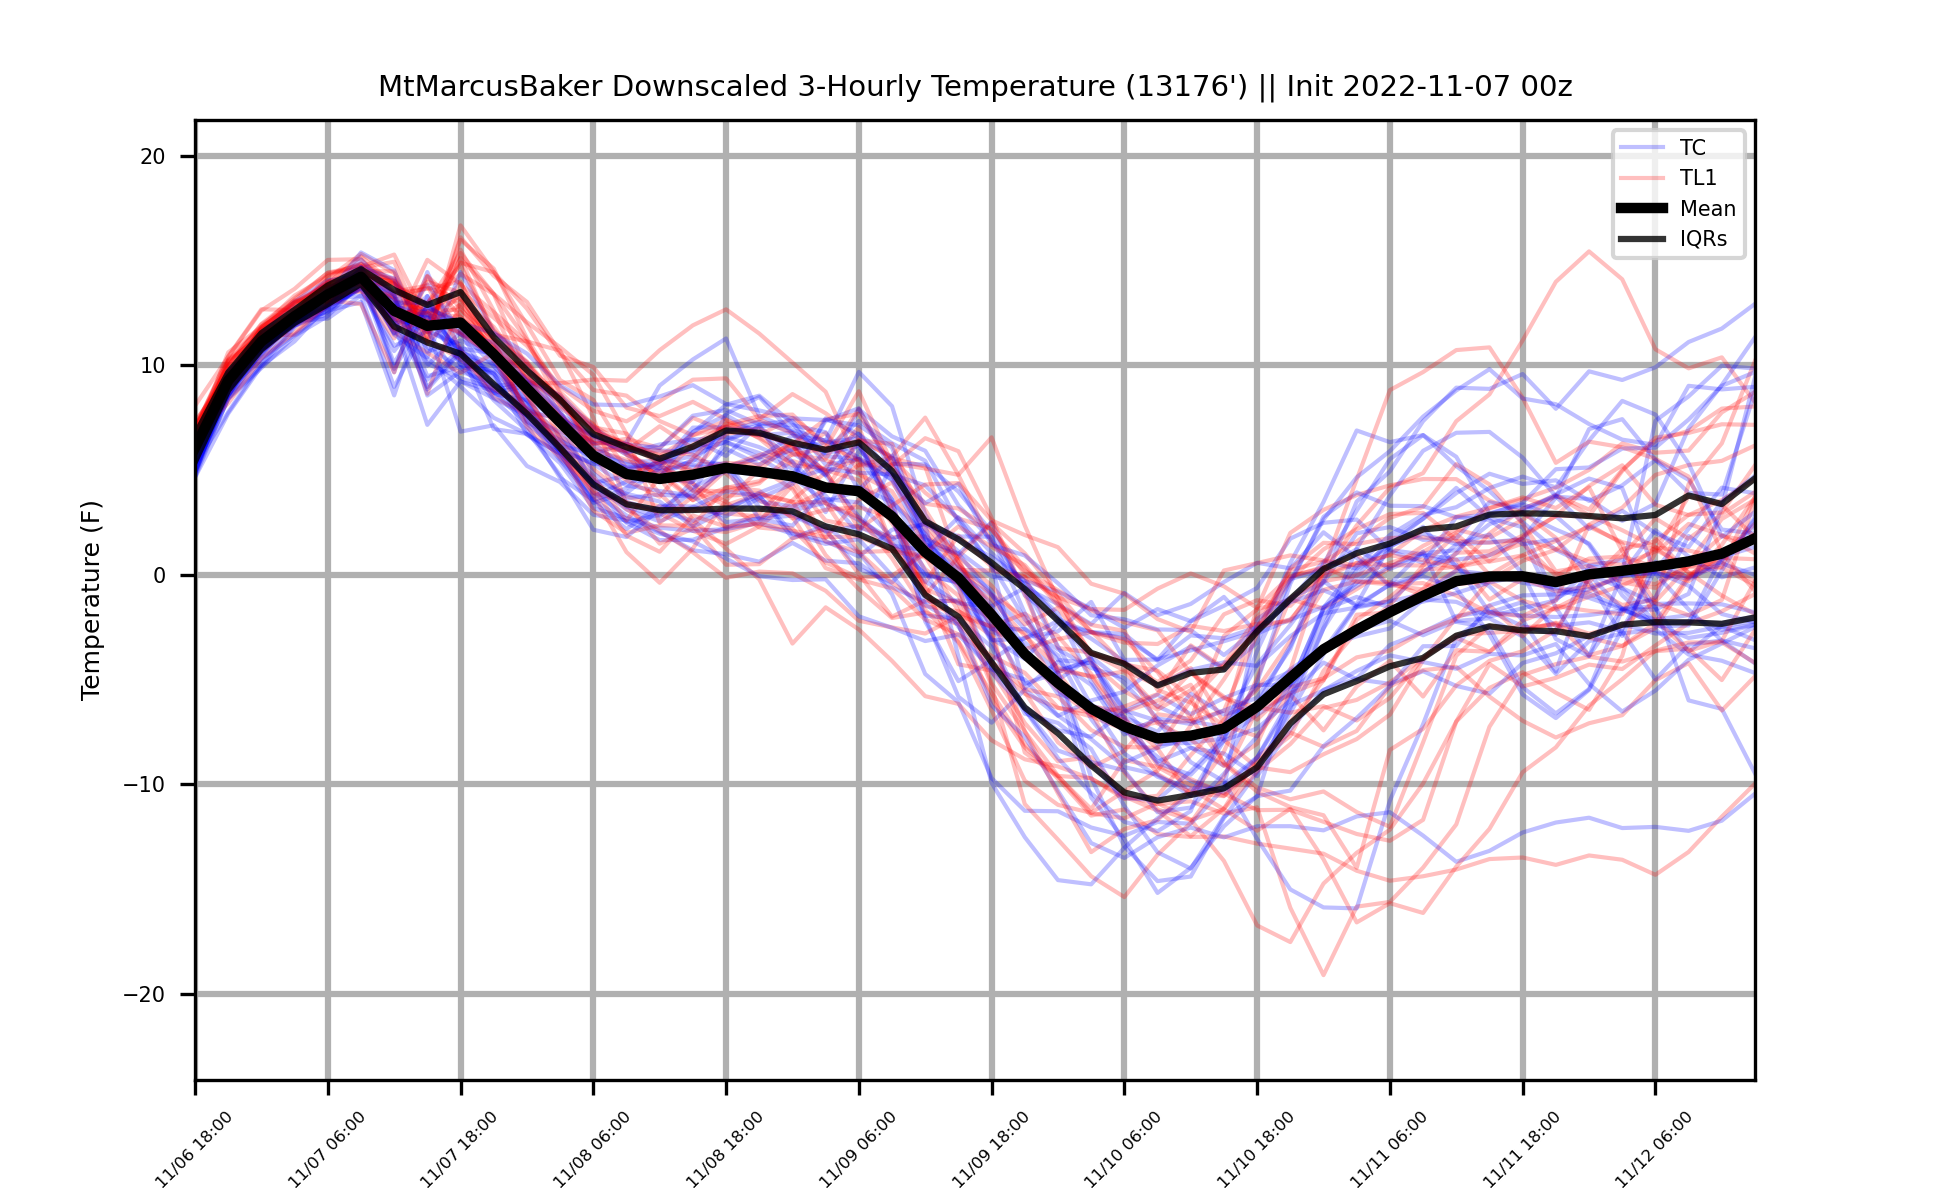 MtMarcusBaker Downscaled 3-Hourly Temperature (13176') || Init 2022-11-07 00z
TC
TL1
Mean
IQRs
Temperature (F)
20
10
0
−10
−20
11/06 18:00
11/07 06:00
11/07 18:00
11/08 06:00
11/08 18:00
11/09 06:00
11/09 18:00
11/10 06:00
11/10 18:00
11/11 06:00
11/11 18:00
11/12 06:00